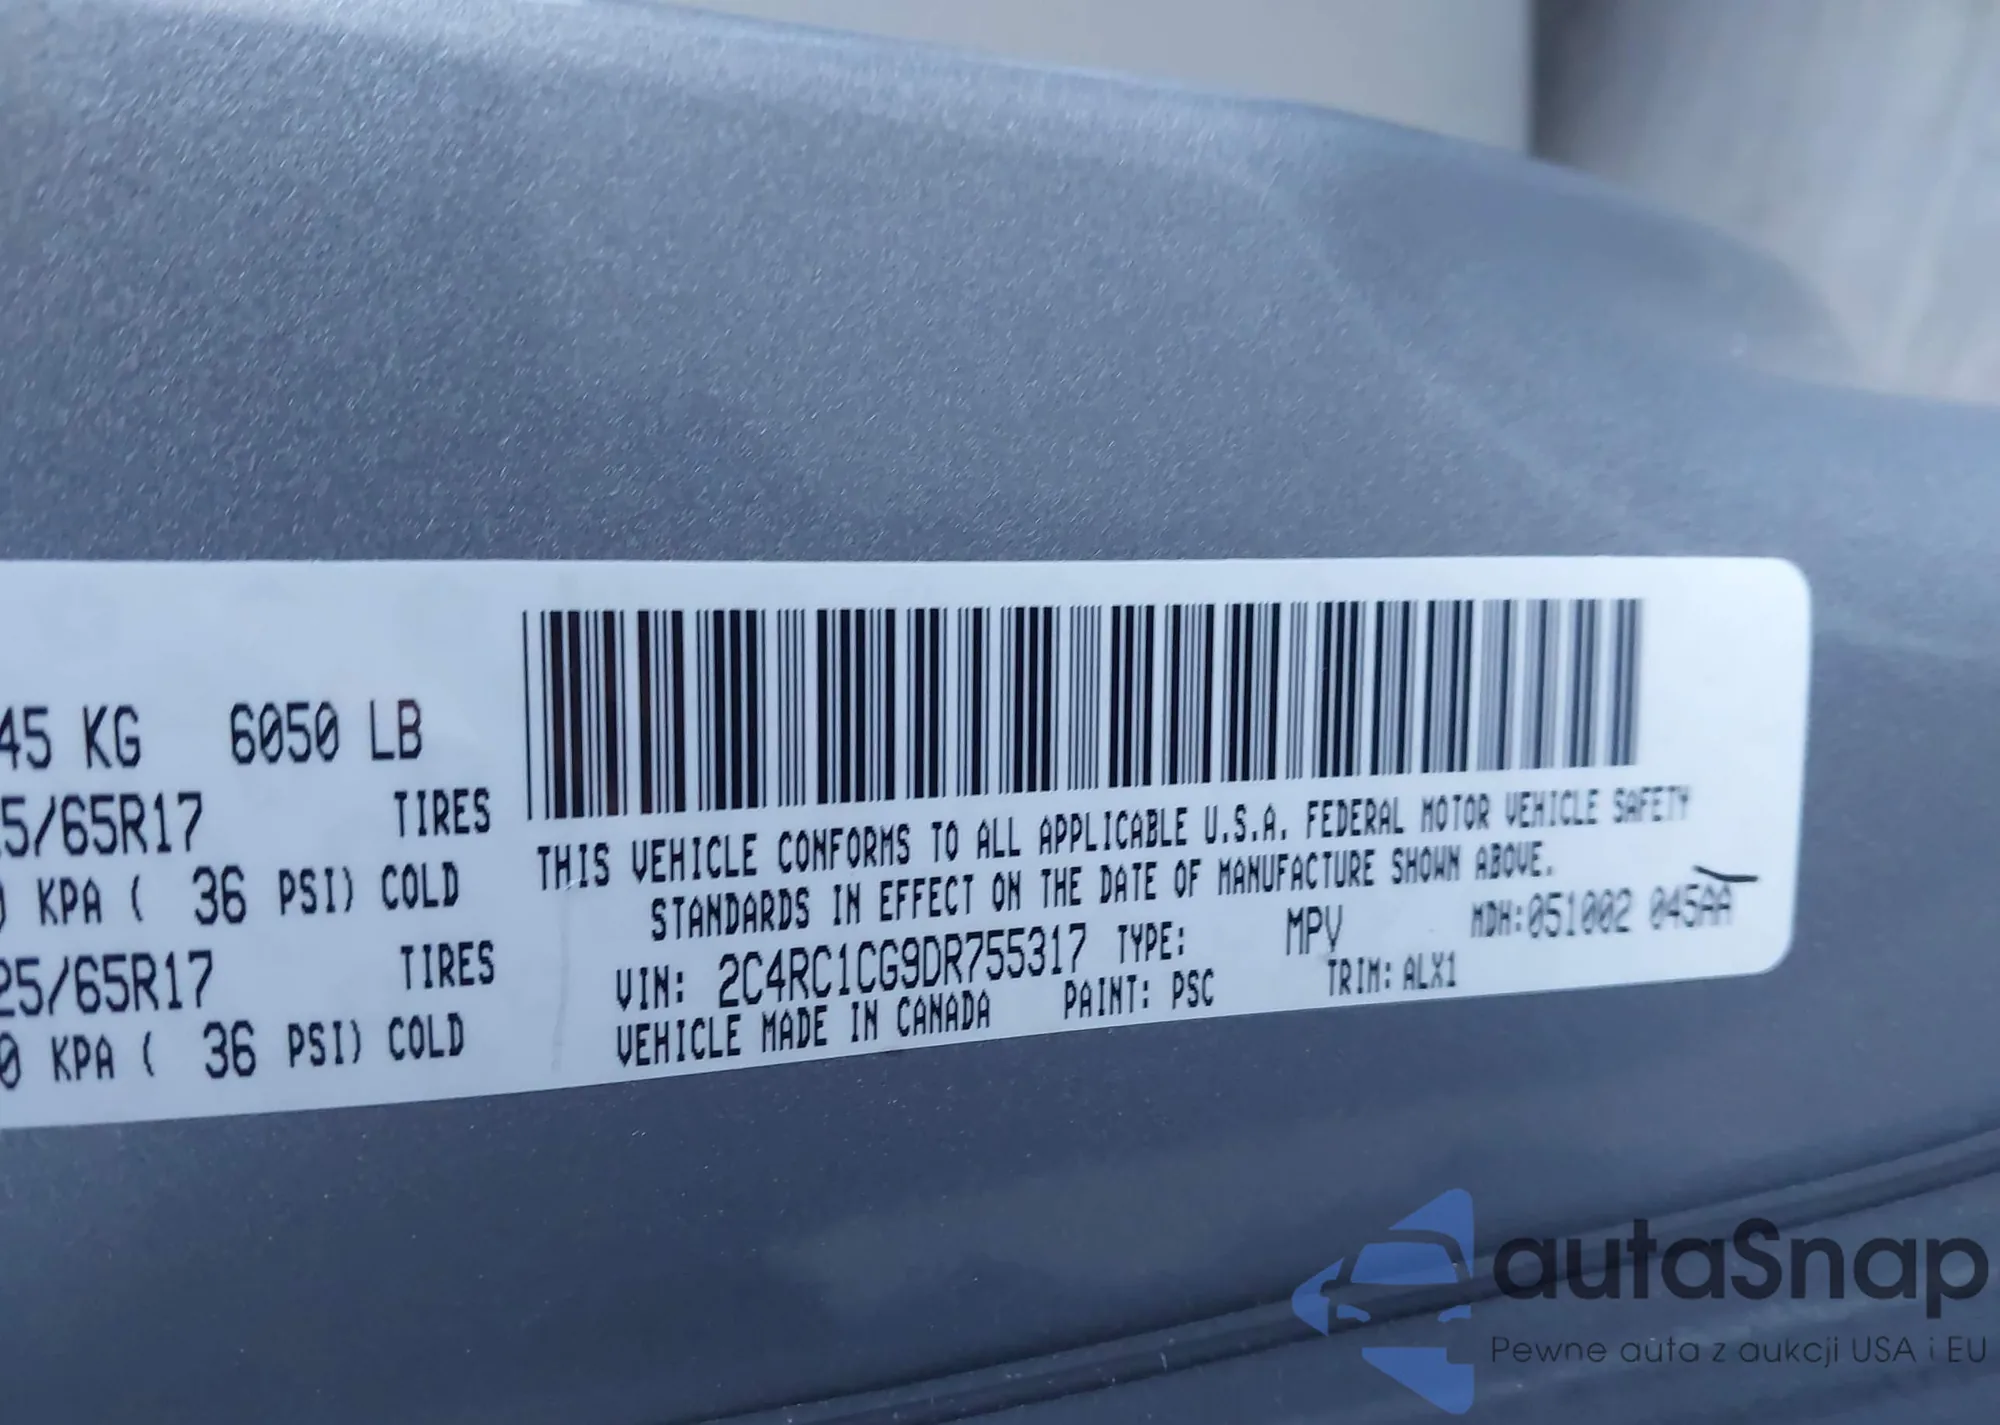 45 KG 6050 LB
5/65R17 TIRES
0 KPA ( 36 PSI) COLD
25/65R17 TIRES
0 KPA ( 36 PSI) COLD
THIS VEHICLE CONFORMS TO ALL APPLICABLE U.S.A. FEDERAL MOTOR VEHICLE SAFETY
STANDARDS IN EFFECT ON THE DATE OF MANUFACTURE SHOWN ABOVE.
VIN: 2C4RC1CG9DR755317 TYPE: MPV MDH:051002 045AA
VEHICLE MADE IN CANADA PAINT: PSC TRIM: ALX1
autaSnap
Pewne auta z aukcji USA i EU